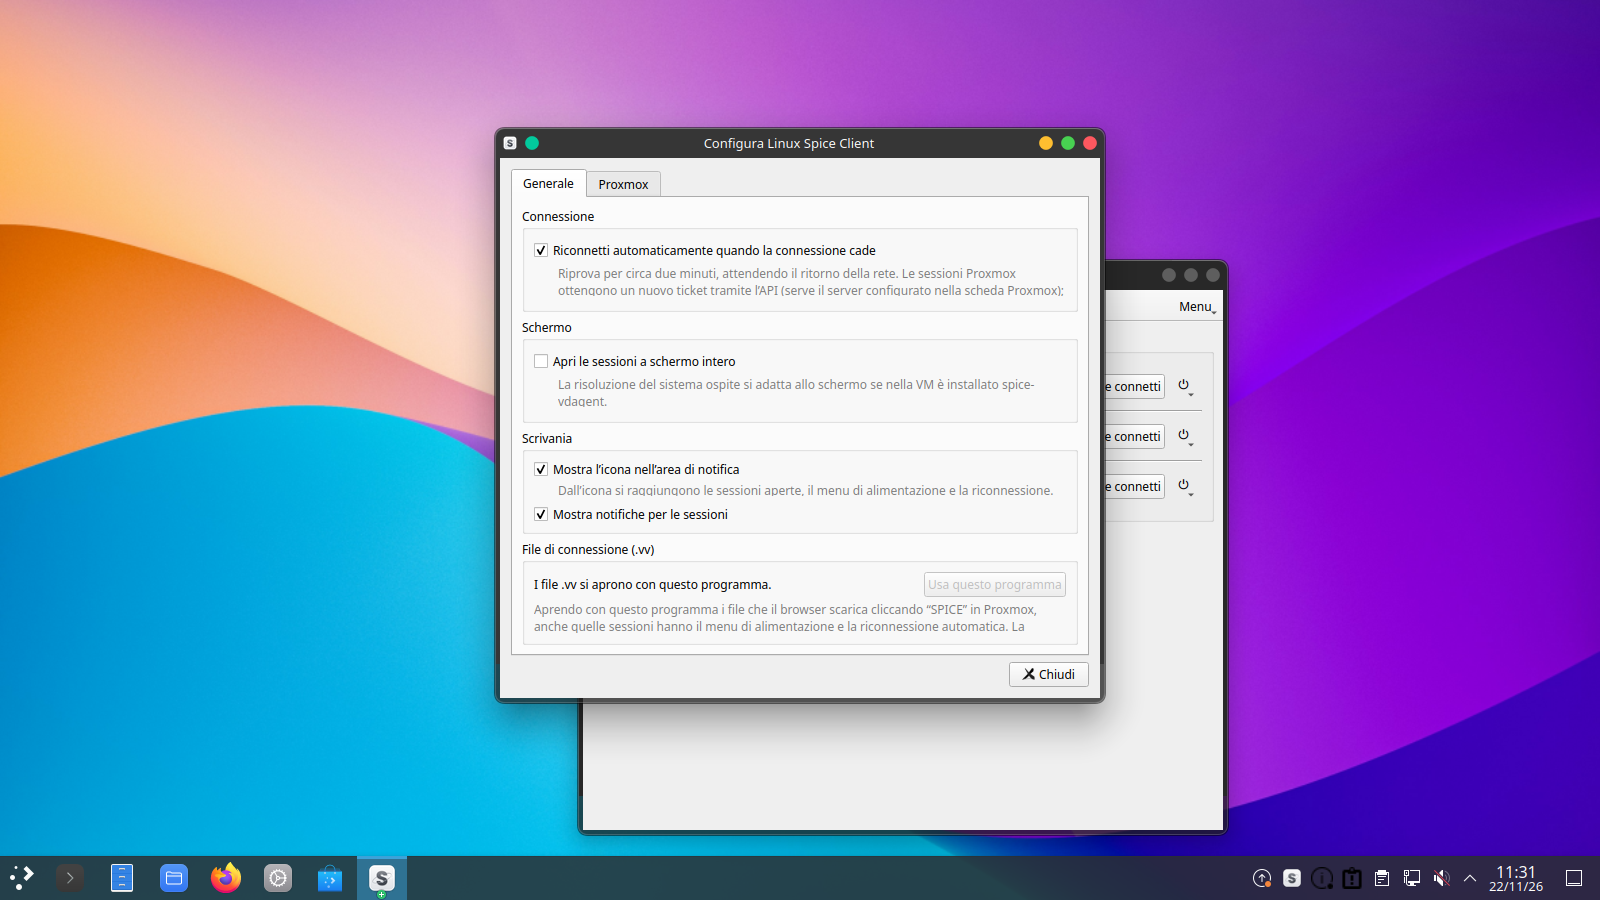 Configura Linux Spice Client
Generale
Proxmox
Connessione
Riconnetti automaticamente quando la connessione cade
Riprova per circa due minuti, attendendo il ritorno della rete. Le sessioni Proxmox
ottengono un nuovo ticket tramite l’API (serve il server configurato nella scheda Proxmox);
Schermo
Apri le sessioni a schermo intero
La risoluzione del sistema ospite si adatta allo schermo se nella VM è installato spice-
vdagent.
Scrivania
Mostra l’icona nell’area di notifica
Dall’icona si raggiungono le sessioni aperte, il menu di alimentazione e la riconnessione.
Mostra notifiche per le sessioni
File di connessione (.vv)
I file .vv si aprono con questo programma.
Usa questo programma
Aprendo con questo programma i file che il browser scarica cliccando “SPICE” in Proxmox,
anche quelle sessioni hanno il menu di alimentazione e la riconnessione automatica. La
Chiudi
Menu
e connetti
e connetti
e connetti
11:31
22/11/26